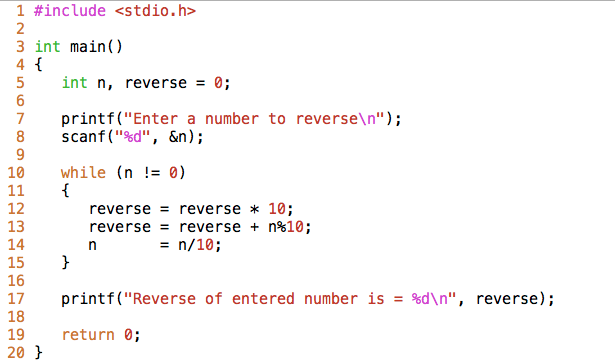 1 #include <stdio.h>
2
3 int main()
4 {
5    int n, reverse = 0;
6
7    printf("Enter a number to reverse\n");
8    scanf("%d", &n);
9
10    while (n != 0)
11    {
12       reverse = reverse * 10;
13       reverse = reverse + n%10;
14       n       = n/10;
15    }
16
17    printf("Reverse of entered number is = %d\n", reverse);
18
19    return 0;
20 }